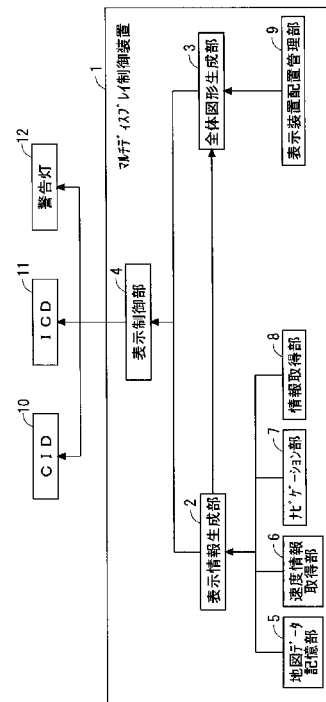 1
マルチディスプレイ制御装置
10
CID
11
ICD
12
警告灯
4
表示制御部
2
表示情報生成部
3
全体図形生成部
5
地図データ
記憶部
6
速度情報
取得部
7
ナビゲーション部
8
情報取得部
9
表示装置配置管理部